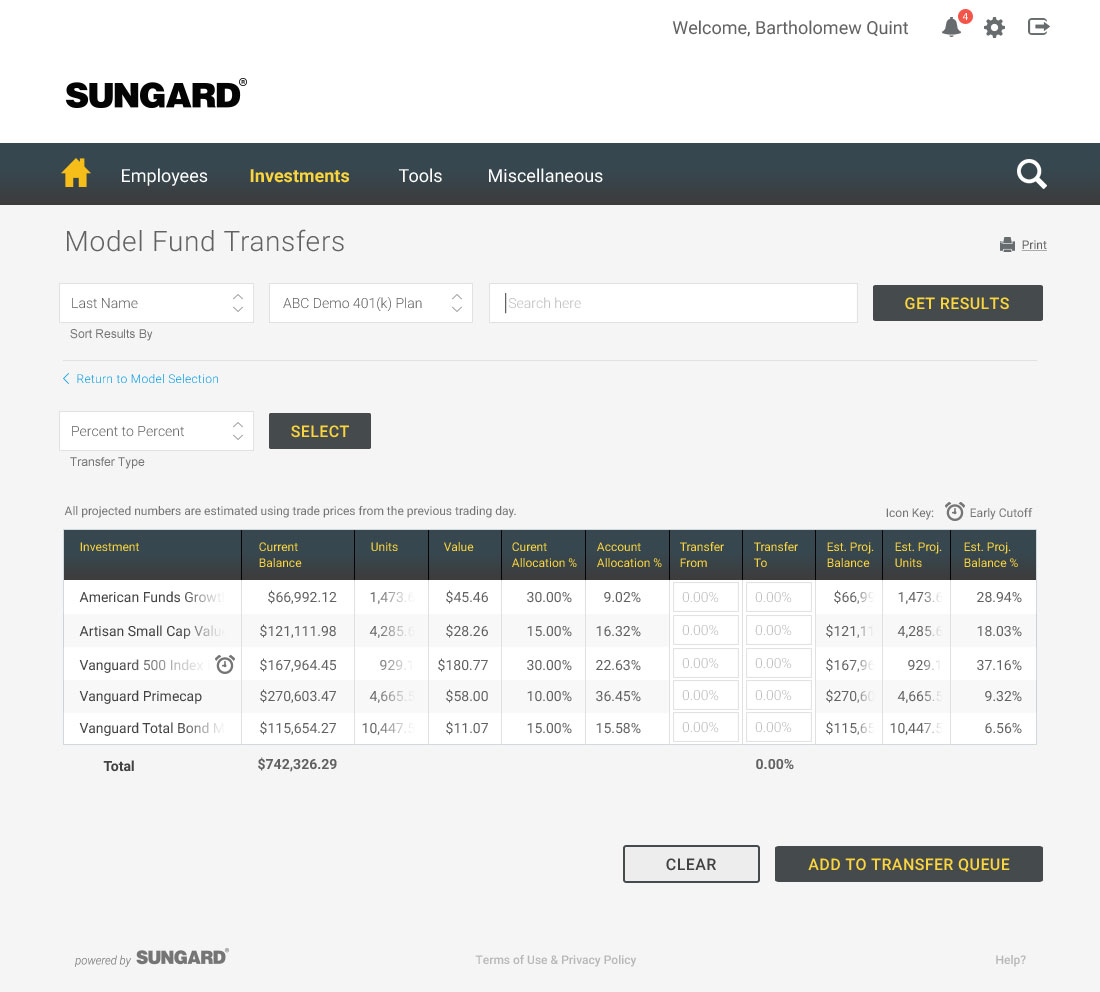 Welcome, Bartholomew Quint
4
SUNGARD®
Employees Investments Tools Miscellaneous
Model Fund Transfers
Print
Last Name
ABC Demo 401(k) Plan
Search here
GET RESULTS
Sort Results By
Return to Model Selection
Percent to Percent
SELECT
Transfer Type
All projected numbers are estimated using trade prices from the previous trading day.
Icon Key: Early Cutoff
Investment Current Balance Units Value Curent Allocation % Account Allocation % Transfer From Transfer To Est. Proj. Balance Est. Proj. Units Est. Proj. Balance %
American Funds Growt $66,992.12 1,473.6 $45.46 30.00% 9.02% 0.00% 0.00% $66,99 1,473.6 28.94%
Artisan Small Cap Valu $121,111.98 4,285.6 $28.26 15.00% 16.32% 0.00% 0.00% $121,11 4,285.6 18.03%
Vanguard 500 Index $167,964.45 929.1 $180.77 30.00% 22.63% 0.00% 0.00% $167,96 929.1 37.16%
Vanguard Primecap $270,603.47 4,665.5 $58.00 10.00% 36.45% 0.00% 0.00% $270,60 4,665.5 9.32%
Vanguard Total Bond M $115,654.27 10,447.5 $11.07 15.00% 15.58% 0.00% 0.00% $115,65 10,447.5 6.56%
Total $742,326.29 0.00%
CLEAR
ADD TO TRANSFER QUEUE
powered by SUNGARD®
Terms of Use & Privacy Policy
Help?